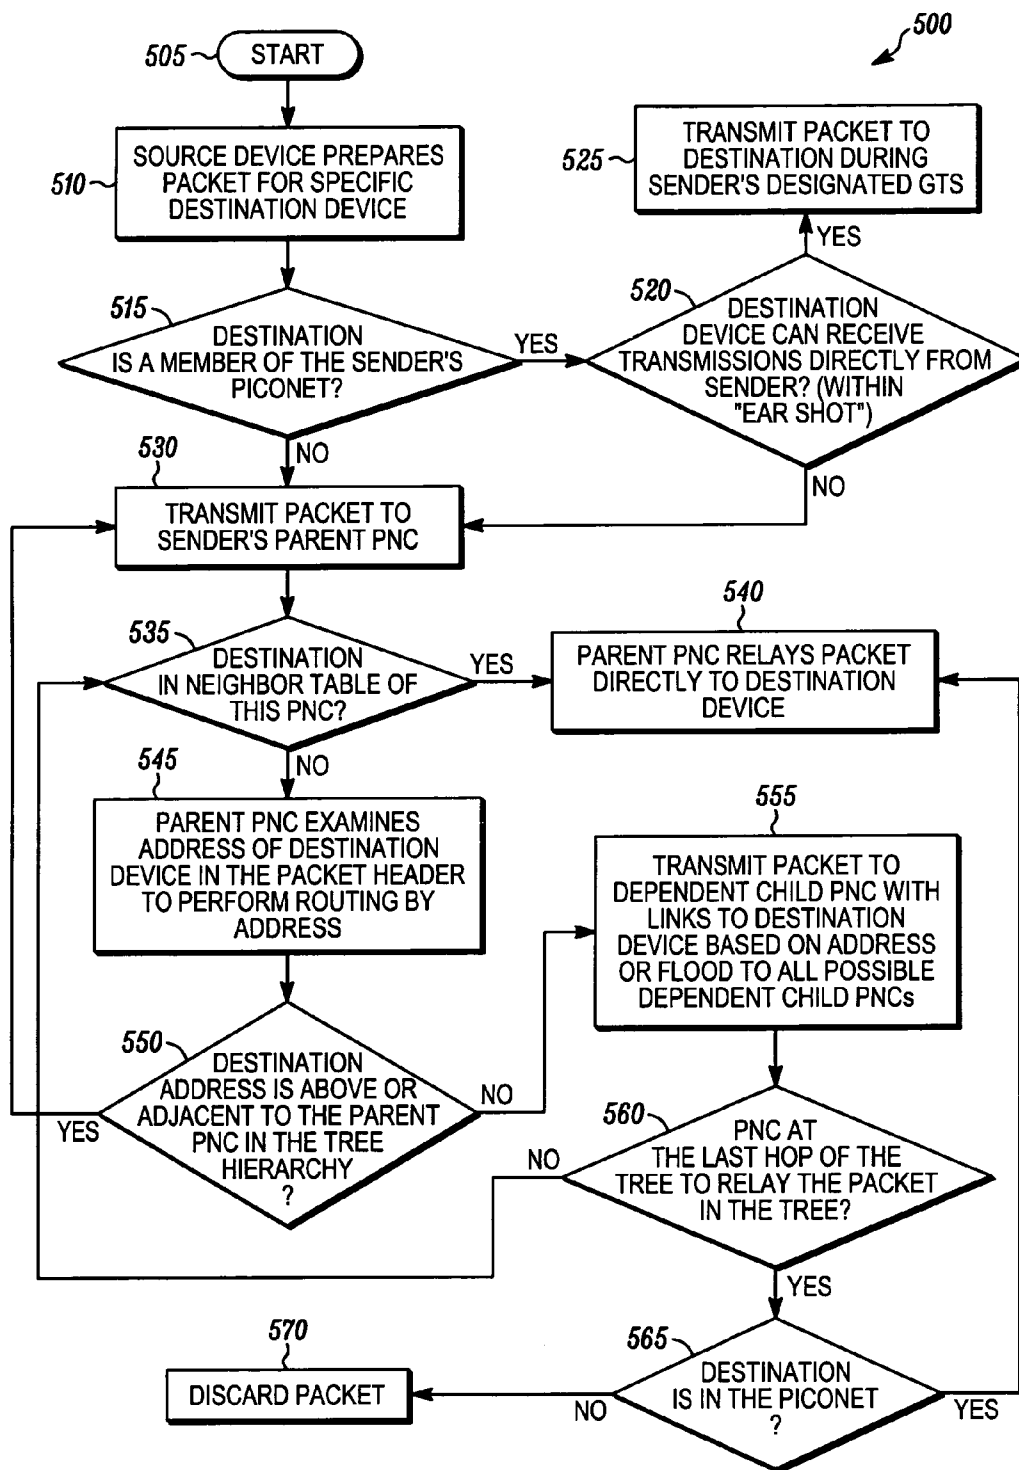 500
505
START
510
SOURCE DEVICE PREPARES
PACKET FOR SPECIFIC
DESTINATION DEVICE
525
TRANSMIT PACKET TO
DESTINATION DURING
SENDER'S DESIGNATED GTS
YES
515
DESTINATION
IS A MEMBER OF THE SENDER'S
PICONET?
YES
520
DESTINATION
DEVICE CAN RECEIVE
TRANSMISSIONS DIRECTLY FROM
SENDER? (WITHIN
"EAR SHOT")
NO
NO
530
TRANSMIT PACKET TO
SENDER'S PARENT PNC
535
DESTINATION
IN NEIGHBOR TABLE OF
THIS PNC?
YES
540
PARENT PNC RELAYS PACKET
DIRECTLY TO DESTINATION
DEVICE
NO
545
PARENT PNC EXAMINES
ADDRESS OF DESTINATION
DEVICE IN THE PACKET HEADER
TO PERFORM ROUTING BY
ADDRESS
555
TRANSMIT PACKET TO
DEPENDENT CHILD PNC WITH
LINKS TO DESTINATION
DEVICE BASED ON ADDRESS
OR FLOOD TO ALL POSSIBLE
DEPENDENT CHILD PNCs
550
DESTINATION
ADDRESS IS ABOVE OR
ADJACENT TO THE PARENT
PNC IN THE TREE
HIERARCHY
?
YES
NO
560
PNC AT
THE LAST HOP OF THE
TREE TO RELAY THE PACKET
IN THE TREE?
NO
YES
565
DESTINATION
IS IN THE PICONET
?
NO
YES
570
DISCARD PACKET